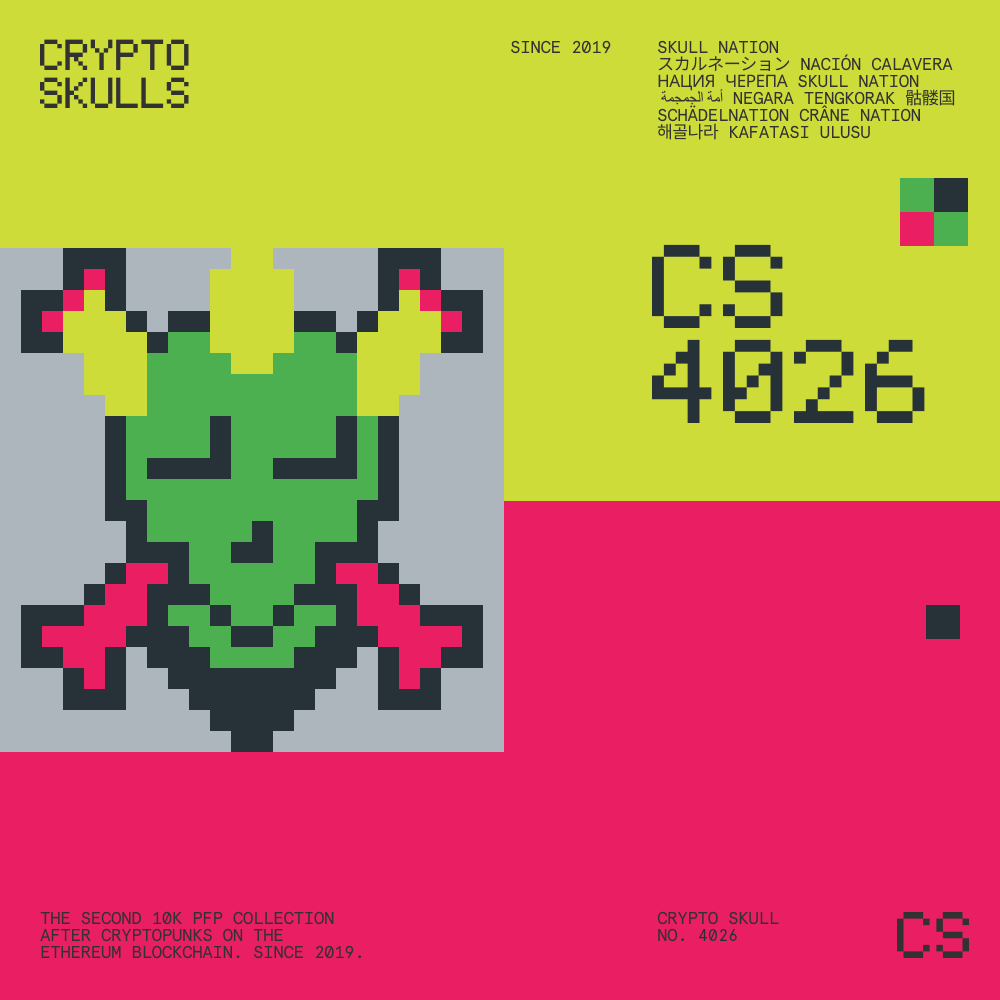 CRYPTO
SKULLS
SINCE 2019
SKULL NATION
スカルネーション NACIÓN CALAVERA
НАЦИЯ ЧЕРЕПА SKULL NATION
أمة الجمجمة NEGARA TENGKORAK 骷髅国
SCHÄDELNATION CRÂNE NATION
해골나라 KAFATASI ULUSU
CS
4026
THE SECOND 10K PFP COLLECTION
AFTER CRYPTOPUNKS ON THE
ETHEREUM BLOCKCHAIN. SINCE 2019.
CRYPTO SKULL
NO. 4026
CS